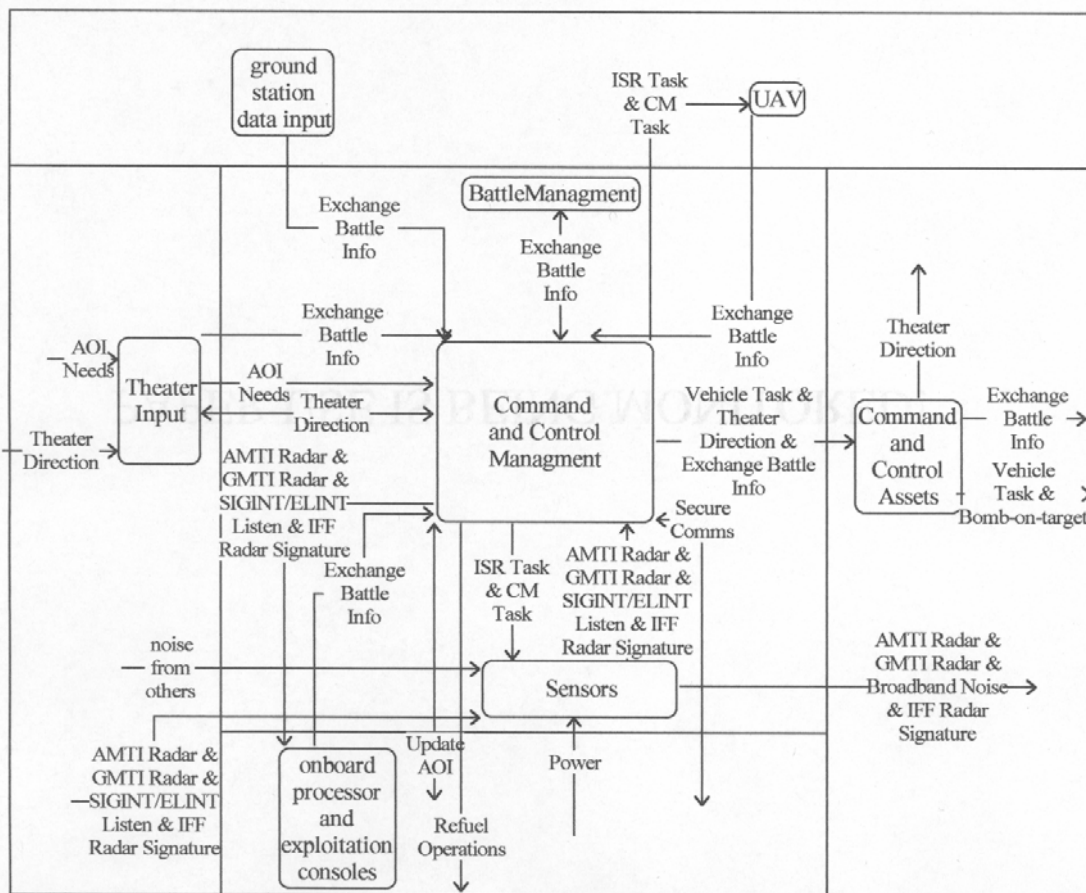 ground
station
data input
ISR Task
& CM
Task
UAV
BattleManagment
Exchange
Battle
Info
Exchange
Battle
Info
Exchange
Battle
Info
Exchange
Battle
Info
Theater
Direction
AOI
Needs
Theater
Input
AOI
Needs
Theater
Direction
Theater
Direction
Command
and Control
Managment
Vehicle Task &
Theater
Direction &
Exchange Battle
Info
Command
and
Control
Assets
Exchange
Battle
Info
Vehicle
Task &
Bomb-on-target
AMTI Radar &
GMTI Radar &
SIGINT/ELINT
Listen & IFF
Radar Signature
Exchange
Battle
Info
ISR Task
& CM
Task
AMTI Radar &
GMTI Radar &
SIGINT/ELINT
Listen & IFF
Radar Signature
Secure
Comms
noise
from
others
Sensors
AMTI Radar &
GMTI Radar &
Broadband Noise
& IFF Radar
Signature
AMTI Radar &
GMTI Radar &
SIGINT/ELINT
Listen & IFF
Radar Signature
onboard
processor
and
exploitation
consoles
Update
AOI
Refuel
Operations
Power